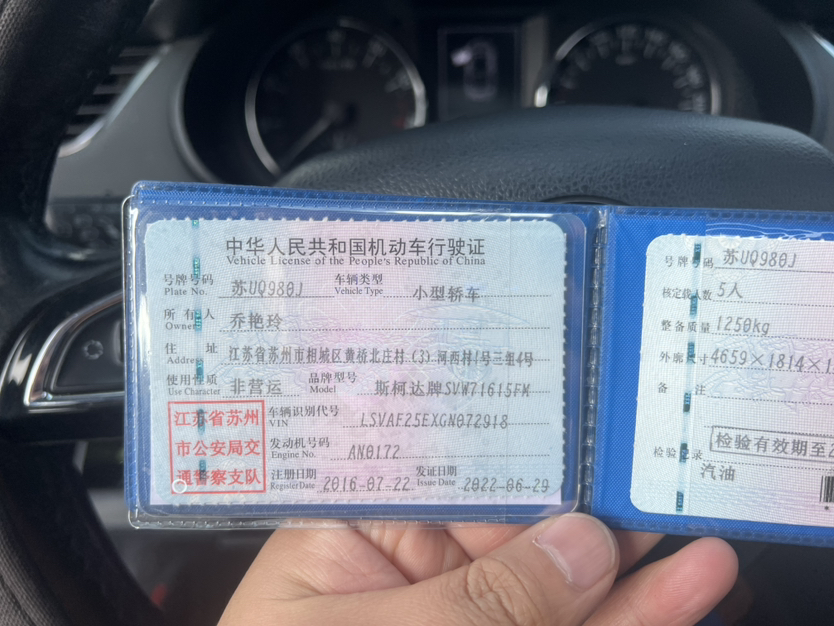 中华人民共和国机动车行驶证
Vehicle License of the People's Republic of China
号牌号码 苏UQ980J 车辆类型 小型轿车
Plate No. Vehicle Type
所有人 乔艳玲
Owner
住址 江苏省苏州市相城区黄桥北庄村(3)河西村1号三组4号
Address
使用性质 非营运 品牌型号 斯柯达牌SVW71615FM
Use Character Model
江苏省苏州
市公安局交
通警察支队
车辆识别代号 LSVAF25EXGN072918
VIN
发动机号码 AN0172
Engine No.
注册日期 2016-07-22 发证日期 2022-06-29
Register Date Issue Date
号牌号码 苏UQ980J
核定载人数 5人
整备质量 1250kg
外廓尺寸 4659×1814×1
备注
检验有效期至2
检验记录
汽油